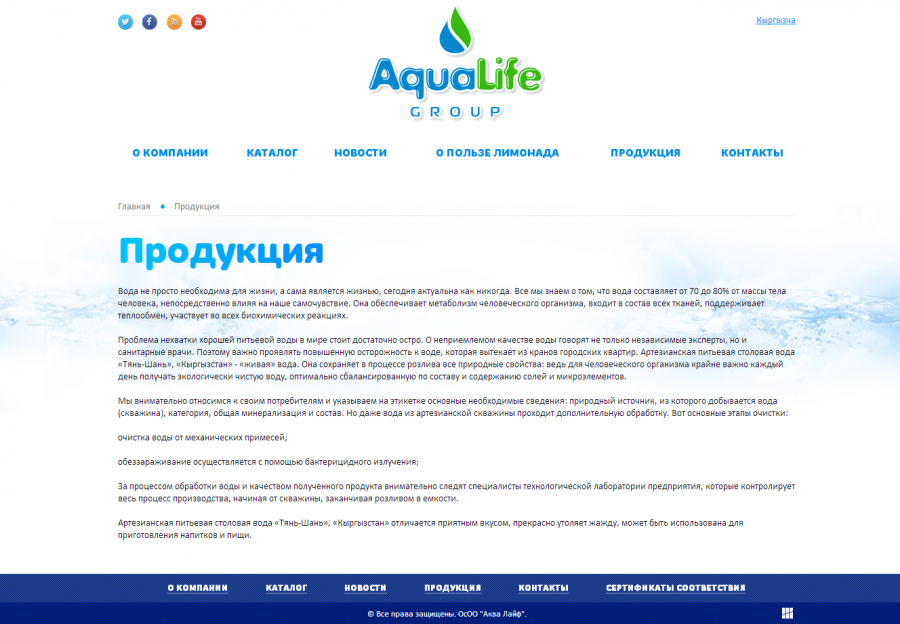 Кыргызча
AquaLife
GROUP
О КОМПАНИИ КАТАЛОГ НОВОСТИ О ПОЛЬЗЕ ЛИМОНАДА ПРОДУКЦИЯ КОНТАКТЫ
Главная Продукция
Продукция
Вода не просто необходима для жизни, а сама является жизнью, сегодня актуальна как никогда. Все мы знаем о том, что вода составляет от 70 до 80% от массы тела
человека, непосредственно влияя на наше самочувствие. Она обеспечивает метаболизм человеческого организма, входит в состав всех тканей, поддерживает
теплообмен, участвует во всех биохимических реакциях.
Проблема нехватки хорошей питьевой воды в мире стоит достаточно остро. О неприемлемом качестве воды говорят не только независимые эксперты, но и
санитарные врачи. Поэтому важно проявлять повышенную осторожность к воде, которая вытекает из кранов городских квартир. Артезианская питьевая столовая вода
«Тянь-Шань», «Кыргызстан» - «живая» вода. Она сохраняет в процессе розлива все природные свойства: ведь для человеческого организма крайне важно каждый
день получать экологически чистую воду, оптимально сбалансированную по составу и содержанию солей и микроэлементов.
Мы внимательно относимся к своим потребителям и указываем на этикетке основные необходимые сведения: природный источник, из которого добывается вода
(скважина), категория, общая минерализация и состав. Но даже вода из артезианской скважины проходит дополнительную обработку. Вот основные этапы очистки:
очистка воды от механических примесей;
обеззараживание осуществляется с помощью бактерицидного излучения;
За процессом обработки воды и качеством полученного продукта внимательно следят специалисты технологической лаборатории предприятия, которые контролирует
весь процесс производства, начиная от скважины, заканчивая розливом в емкости.
Артезианская питьевая столовая вода «Тянь-Шань», «Кыргызстан» отличается приятным вкусом, прекрасно утоляет жажду, может быть использована для
приготовления напитков и пищи.
О КОМПАНИИ КАТАЛОГ НОВОСТИ ПРОДУКЦИЯ КОНТАКТЫ СЕРТИФИКАТЫ СООТВЕТСТВИЯ
© Все права защищены. ОсОО "Аква Лайф".